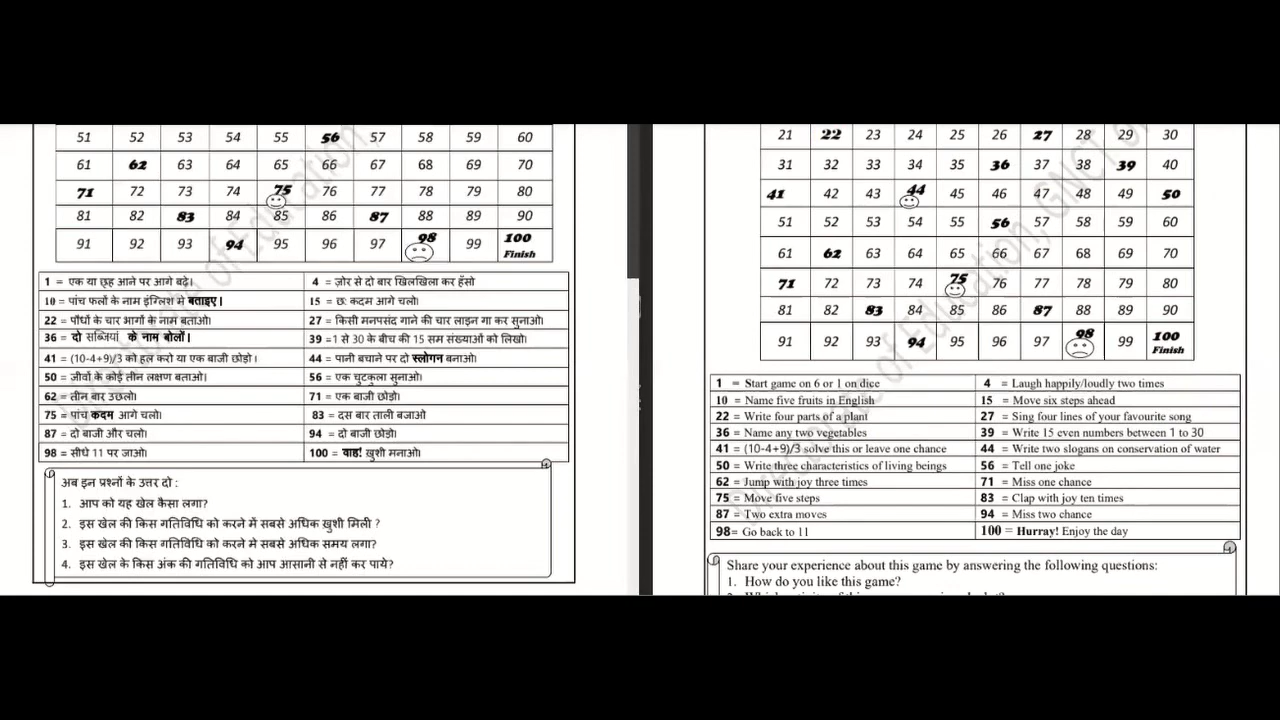 51 52 53 54 55 56 57 58 59 60
61 62 63 64 65 66 67 68 69 70
71 72 73 74 75 76 77 78 79 80
81 82 83 84 85 86 87 88 89 90
91 92 93 94 95 96 97 98 99 100
Finish
1 = एक या छह आने पर आगे बढ़े।
4 = ज़ोर से दो बार खिलखिला कर हँसो
10 = पांच फलों के नाम इंग्लिश में बताइए।
15 = छ: कदम आगे चलो।
22 = पौधों के चार भागों के नाम बताओ।
27 = किसी मनपसंद गाने की चार लाइन गा कर सुनाओ।
36 = दो सब्जियां के नाम बोलों।
39 =1 से 30 के बीच की 15 सम संख्याओं को लिखो।
41 = (10-4+9)/3 को हल करो या एक बाजी छोड़ो।
44 = पानी बचाने पर दो स्लोगन बनाओ।
50 = जीवों के कोई तीन लक्षण बताओ।
56 = एक चुटकुला सुनाओ।
62 = तीन बार उछलो।
71 = एक बाजी छोड़ो।
75 = पांच कदम आगे चलो।
83 = दस बार ताली बजाओ
87 = दो बाजी और चलो।
94 = दो बाजी छोड़ो।
98 = सीधे 11 पर जाओ।
100 = वाह! खुशी मनाओ।
अब इन प्रश्नों के उत्तर दो :
1. आप को यह खेल कैसा लगा?
2. इस खेल की किस गतिविधि को करने में सबसे अधिक खुशी मिली ?
3. इस खेल की किस गतिविधि को करने मे सबसे अधिक समय लगा?
4. इस खेल के किस अंक की गतिविधि को आप आसानी से नहीं कर पाये?
21 22 23 24 25 26 27 28 29 30
31 32 33 34 35 36 37 38 39 40
41 42 43 44 45 46 47 48 49 50
51 52 53 54 55 56 57 58 59 60
61 62 63 64 65 66 67 68 69 70
71 72 73 74 75 76 77 78 79 80
81 82 83 84 85 86 87 88 89 90
91 92 93 94 95 96 97 98 99 100
Finish
1 = Start game on 6 or 1 on dice
4 = Laugh happily/loudly two times
10 = Name five fruits in English
15 = Move six steps ahead
22 = Write four parts of a plant
27 = Sing four lines of your favourite song
36 = Name any two vegetables
39 = Write 15 even numbers between 1 to 30
41 = (10-4+9)/3 solve this or leave one chance
44 = Write two slogans on conservation of water
50 = Write three characteristics of living beings
56 = Tell one joke
62 = Jump with joy three times
71 = Miss one chance
75 = Move five steps
83 = Clap with joy ten times
87 = Two extra moves
94 = Miss two chance
98= Go back to 11
100 = Hurray! Enjoy the day
Share your experience about this game by answering the following questions:
1. How do you like this game?
of Education,
of Education, GNCT of